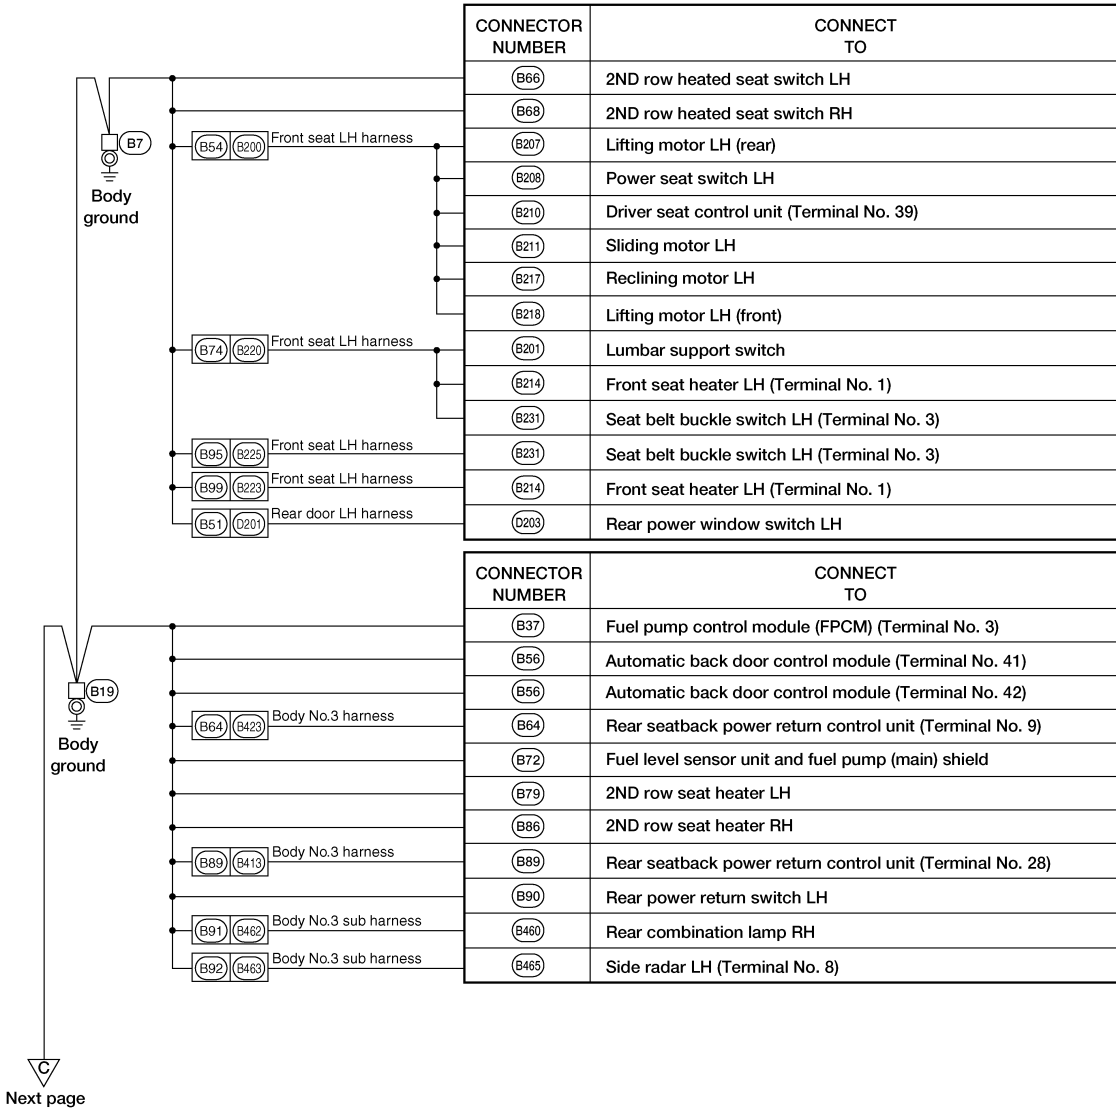 CONNECTOR NUMBER CONNECT TO
B66 2ND row heated seat switch LH
B68 2ND row heated seat switch RH
B7
Body
ground
B54 B200 Front seat LH harness B207 Lifting motor LH (rear)
B208 Power seat switch LH
B210 Driver seat control unit (Terminal No. 39)
B211 Sliding motor LH
B217 Reclining motor LH
B218 Lifting motor LH (front)
B74 B220 Front seat LH harness B201 Lumbar support switch
B214 Front seat heater LH (Terminal No. 1)
B231 Seat belt buckle switch LH (Terminal No. 3)
B95 B225 Front seat LH harness B231 Seat belt buckle switch LH (Terminal No. 3)
B99 B223 Front seat LH harness B214 Front seat heater LH (Terminal No. 1)
B51 D201 Rear door LH harness D203 Rear power window switch LH
CONNECTOR NUMBER CONNECT TO
B37 Fuel pump control module (FPCM) (Terminal No. 3)
B56 Automatic back door control module (Terminal No. 41)
B19
Body
ground
B56 Automatic back door control module (Terminal No. 42)
B64 B423 Body No.3 harness B64 Rear seatback power return control unit (Terminal No. 9)
B72 Fuel level sensor unit and fuel pump (main) shield
B79 2ND row seat heater LH
B86 2ND row seat heater RH
B89 B413 Body No.3 harness B89 Rear seatback power return control unit (Terminal No. 28)
B90 Rear power return switch LH
B91 B462 Body No.3 sub harness B460 Rear combination lamp RH
B92 B463 Body No.3 sub harness B465 Side radar LH (Terminal No. 8)
C
Next page